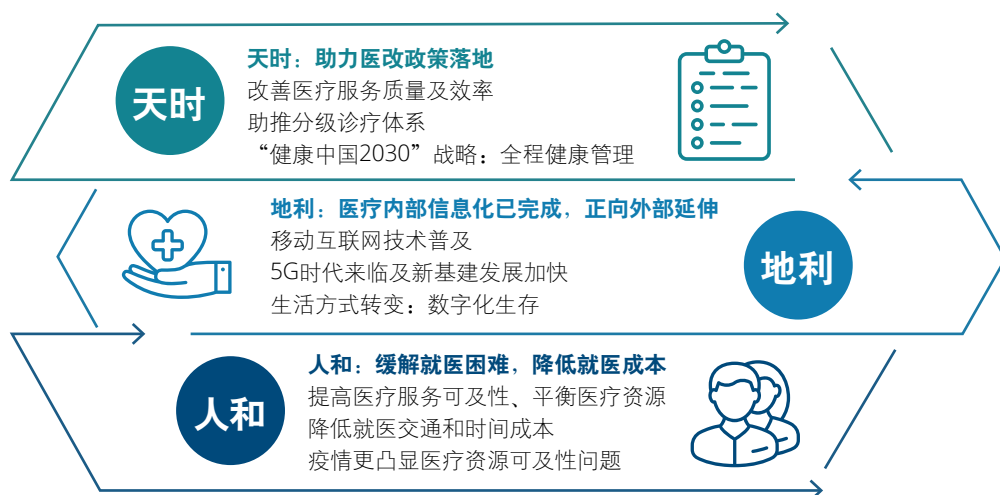 天时
天时：助力医改政策落地
改善医疗服务质量及效率
助推分级诊疗体系
“健康中国2030”战略：全程健康管理
地利：医疗内部信息化已完成，正向外部延伸
移动互联网技术普及
5G时代来临及新基建发展加快
生活方式转变：数字化生存
地利
人和
人和：缓解就医困难，降低就医成本
提高医疗服务可及性、平衡医疗资源
降低就医交通和时间成本
疫情更凸显医疗资源可及性问题